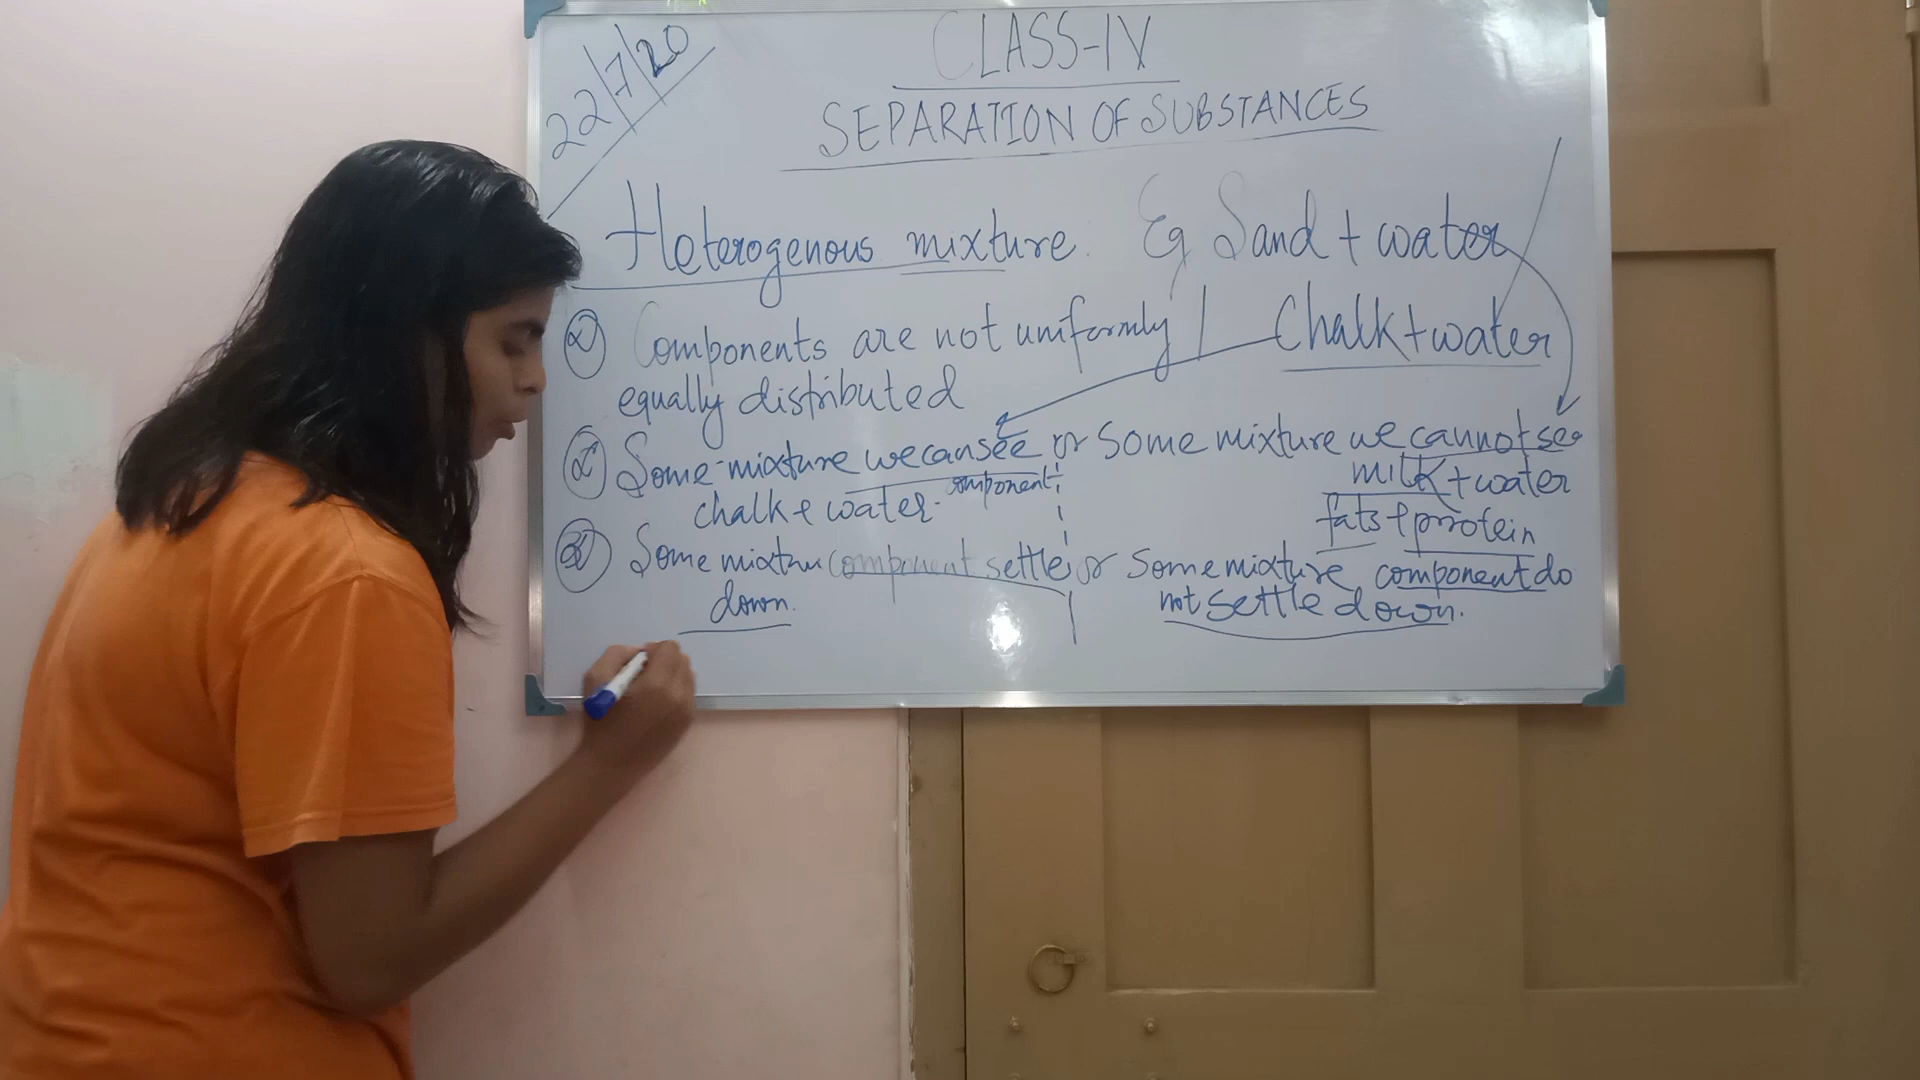 22/7/20
CLASS-IV
SEPARATION OF SUBSTANCES
Heterogenous mixture. Eg Sand + water
Components are not uniformly / Chalk + water
equally distributed
Some mixture we can see or some mixture we cannot see
component
milk + water
chalk + water.
fats + protein
Some mixture component settle or some mixture component do
down.
not settle down.